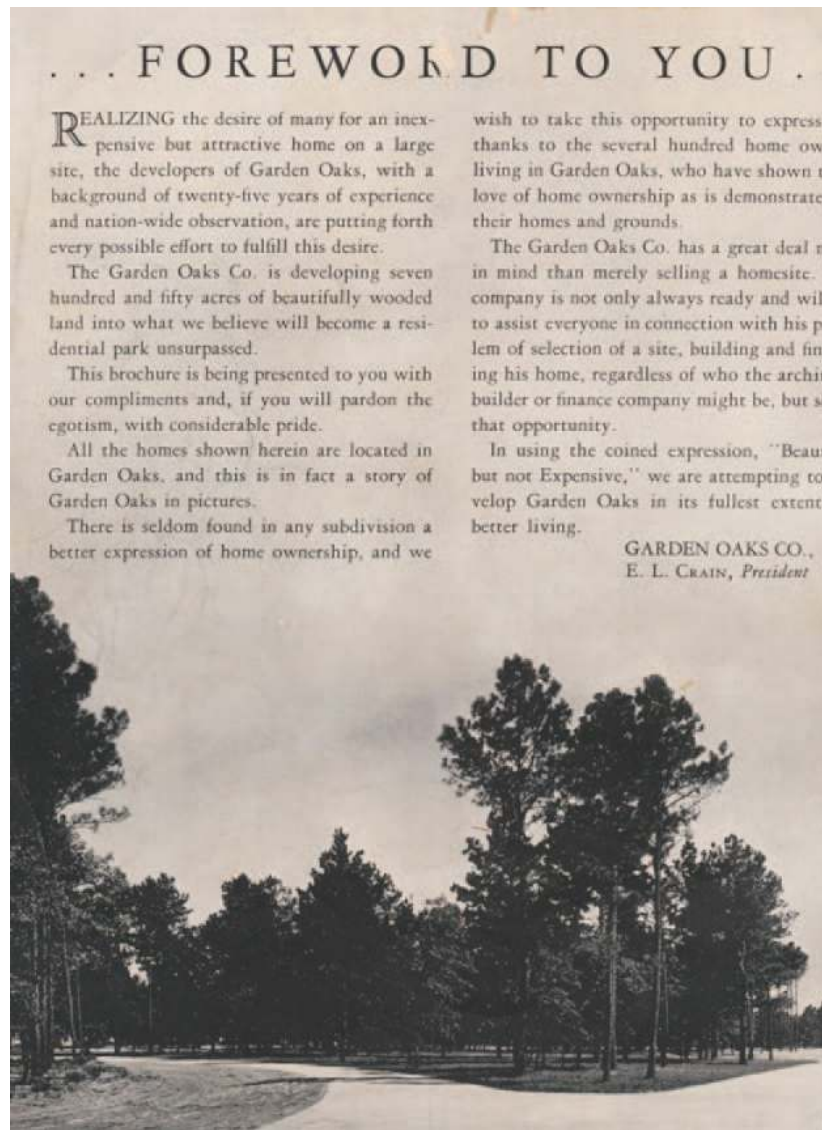 ... FOREWORD TO YOU .
REALIZING the desire of many for an inex-
pensive but attractive home on a large
site, the developers of Garden Oaks, with a
background of twenty-five years of experience
and nation-wide observation, are putting forth
every possible effort to fulfill this desire.
The Garden Oaks Co. is developing seven
hundred and fifty acres of beautifully wooded
land into what we believe will become a resi-
dential park unsurpassed.
This brochure is being presented to you with
our compliments and, if you will pardon the
egotism, with considerable pride.
All the homes shown herein are located in
Garden Oaks, and this is in fact a story of
Garden Oaks in pictures.
There is seldom found in any subdivision a
better expression of home ownership, and we
wish to take this opportunity to express
thanks to the several hundred home ow
living in Garden Oaks, who have shown
love of home ownership as is demonstrate
their homes and grounds.
The Garden Oaks Co. has a great deal
in mind than merely selling a homesite.
company is not only always ready and wil
to assist everyone in connection with his p
lem of selection of a site, building and fin
ing his home, regardless of who the archi
builder or finance company might be, but s
that opportunity.
In using the coined expression, "Beau
but not Expensive," we are attempting to
velop Garden Oaks in its fullest extent
better living.
GARDEN OAKS CO.,
E. L. CRAIN, President